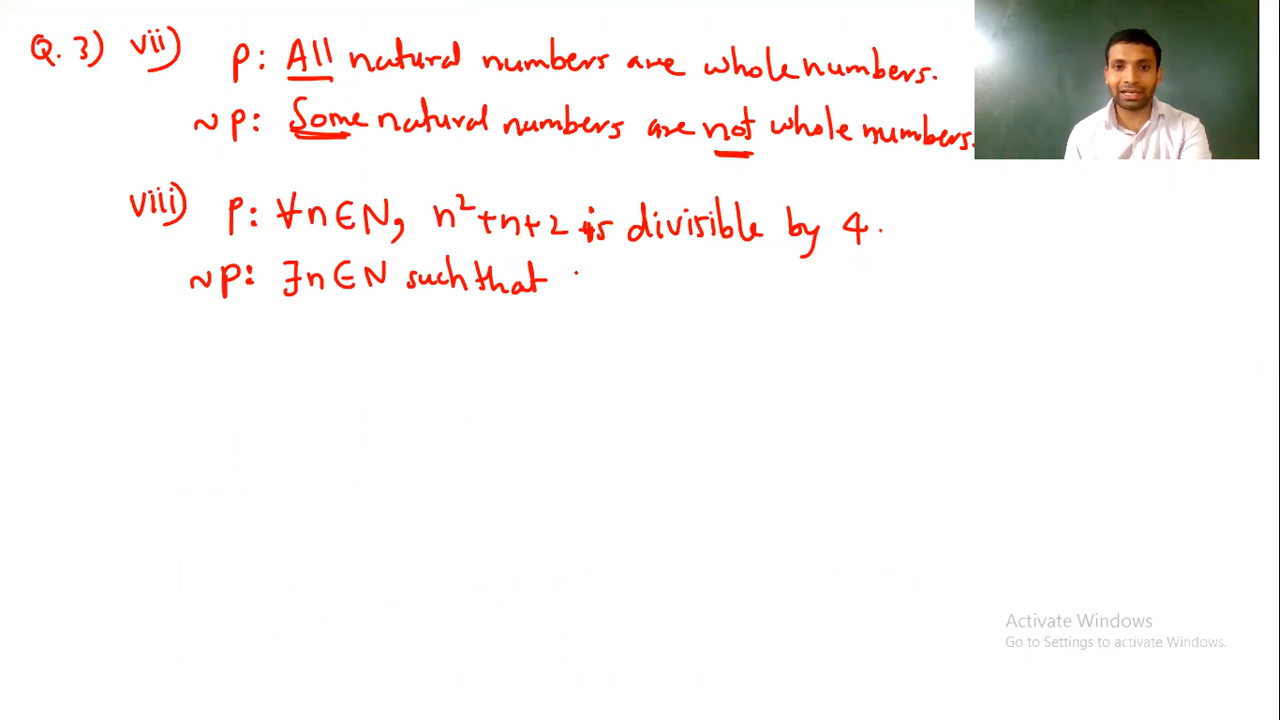 Q. 3) vii) p: All natural numbers are whole numbers.
~p: Some natural numbers are not whole numbers.
viii) p: ∀n∈N, n²+n+2 is divisible by 4.
~p: ∃n∈N such that
Activate Windows
Go to Settings to activate Windows.